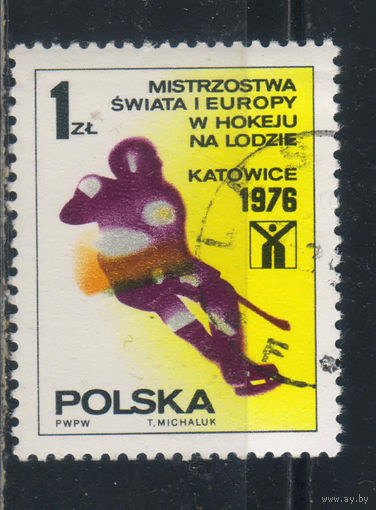 1 ZŁ
MISTRZOSTWA
ŚWIATA I EUROPY
W HOKEJU
NA LODZIE
KATOWICE
1976
POLSKA
PWPW T. MICHALUK
www.ay.by